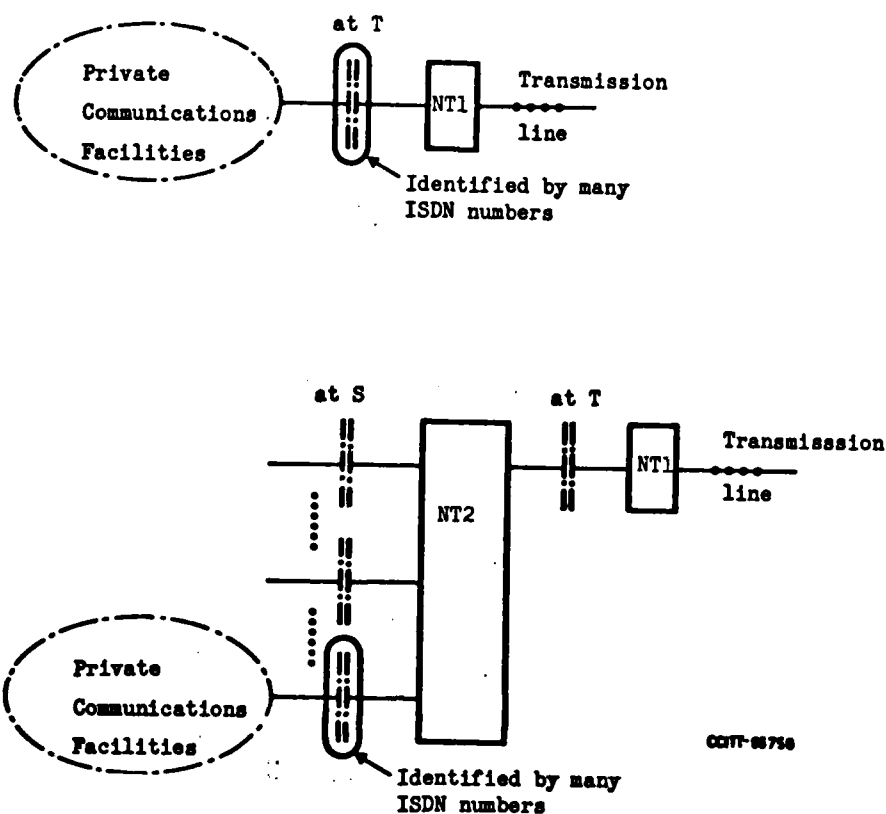 at T
Private
Communications
Facilities
NT1
Transmission
line
Identified by many
ISDN numbers
at S
at T
NT2
NT1
Transmisssion
line
Private
Communications
Facilities
Identified by many
ISDN numbers